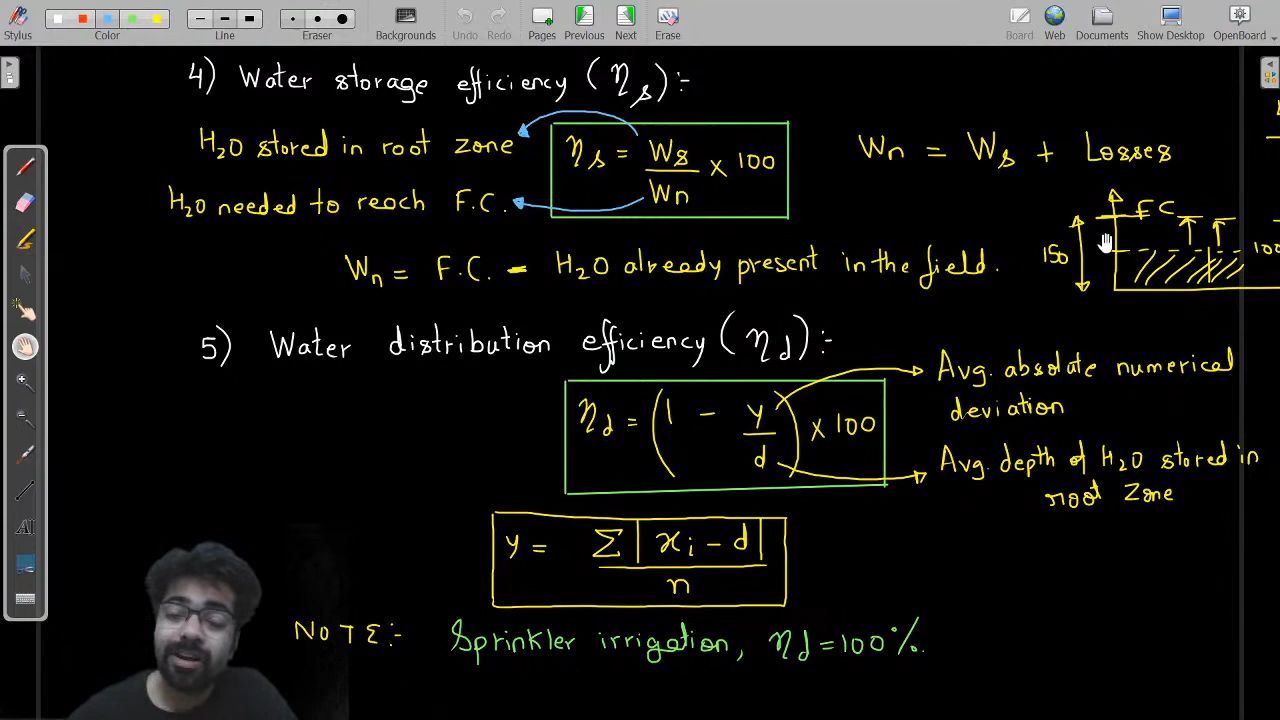 Stylus
Color
Line
Eraser
Backgrounds
Undo
Redo
Pages
Previous
Next
Erase
Board
Web
Documents
Show Desktop
OpenBoard
4) Water storage efficiency (ηs):-
H2O stored in root zone
ηs = Ws/Wn × 100
Wn = Ws + Losses
H2O needed to reach F.C.
FC
150
100
Wn = F.C. - H2O already present in the field.
5) Water distribution efficiency (ηd):-
ηd = (1 - y/d) × 100
Avg. absolute numerical
deviation
Avg. depth of H2O stored in
root zone
y = Σ|xi - d|/n
NOTE:- Sprinkler irrigation, ηd = 100%.